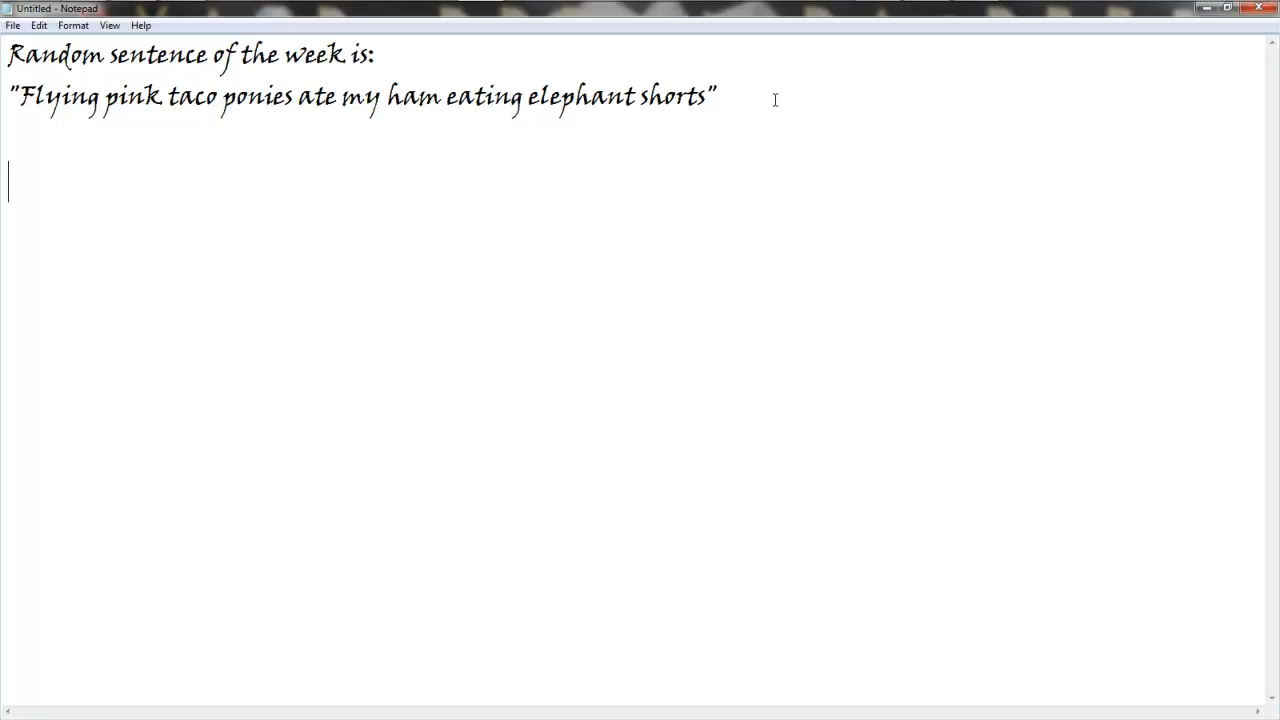 Untitled - Notepad
File Edit Format View Help
Random sentence of the week is:
"Flying pink taco ponies ate my ham eating elephant shorts"